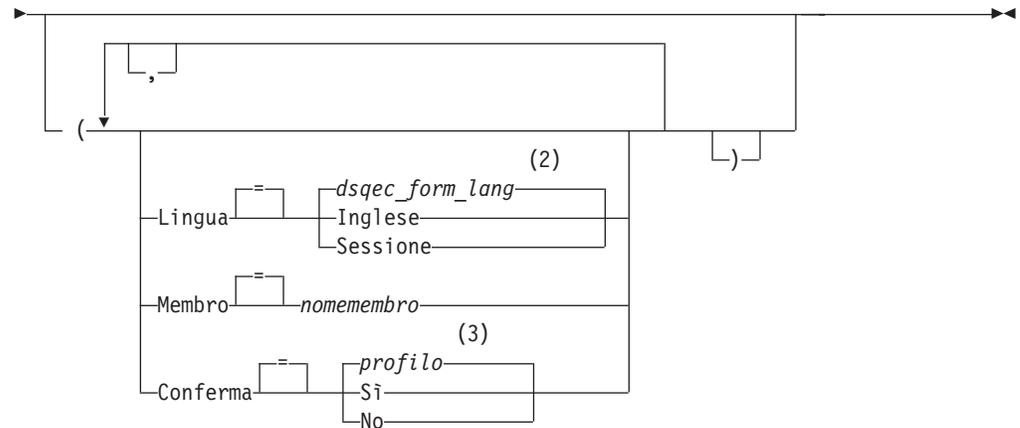 ,
(
)
(2)
=
dsqec_form_lang
Lingua
Inglese
Sessione
=
Membro
nomemembro
(3)
=
profilo
Conferma
Sì
No